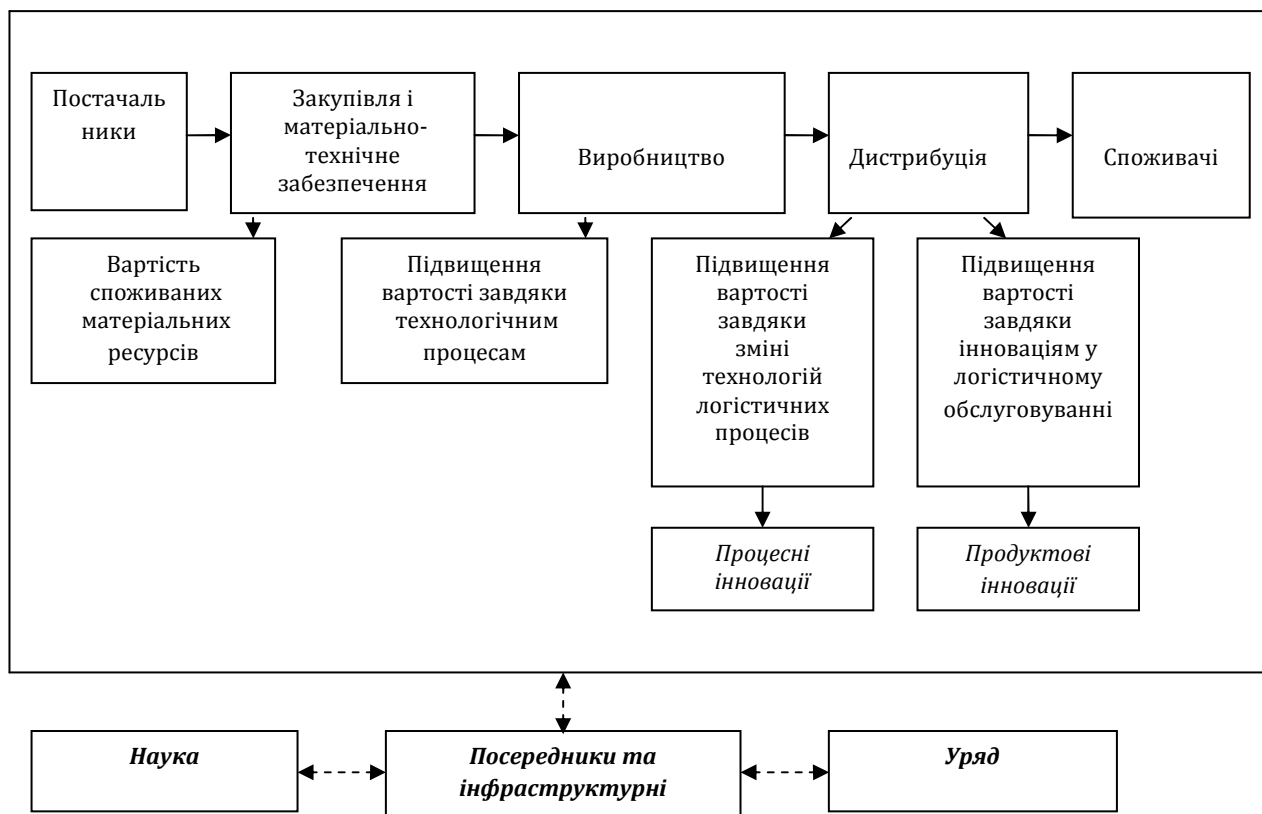 Постачаль
ники
Закупівля і
матеріально-
технічне
забезпечення
Виробництво
Дистрибуція
Споживачі
Вартість
споживаних
матеріальних
ресурсів
Підвищення
вартості завдяки
технологічним
процесам
Підвищення
вартості
завдяки
зміні
технологій
логістичних
процесів
Підвищення
вартості
завдяки
інноваціям у
логістичному
обслуговуванні
Процесні
інновації
Продуктові
інновації
Наука
Посередники та
інфраструктурні
Уряд